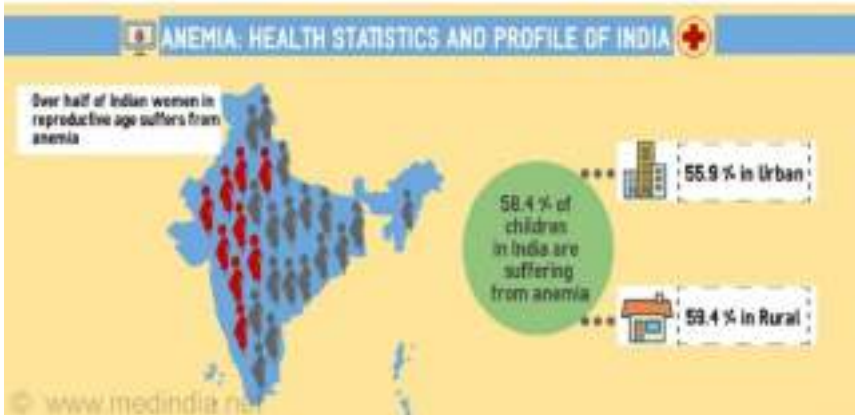 ANEMIA: HEALTH STATISTICS AND PROFILE OF INDIA
Over half of Indian women in
reproductive age suffers from
anemia
58.4 % of
children
in India are
suffering
from anemia
55.9 % in Urban
59.4 % in Rural
© www.medindia.net